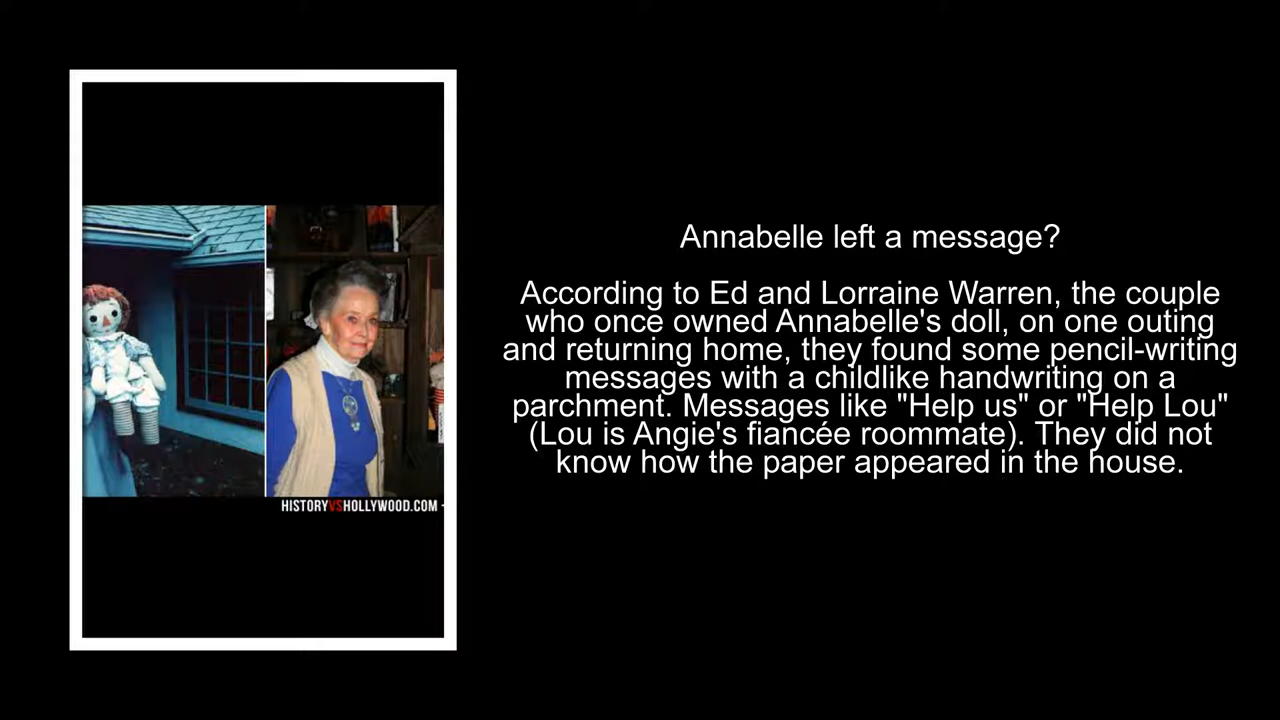 Annabelle left a message?
According to Ed and Lorraine Warren, the couple
who once owned Annabelle's doll, on one outing
and returning home, they found some pencil-writing
messages with a childlike handwriting on a
parchment. Messages like "Help us" or "Help Lou"
(Lou is Angie's fiancée roommate). They did not
know how the paper appeared in the house.
HISTORYVSHOLLYWOOD.COM -